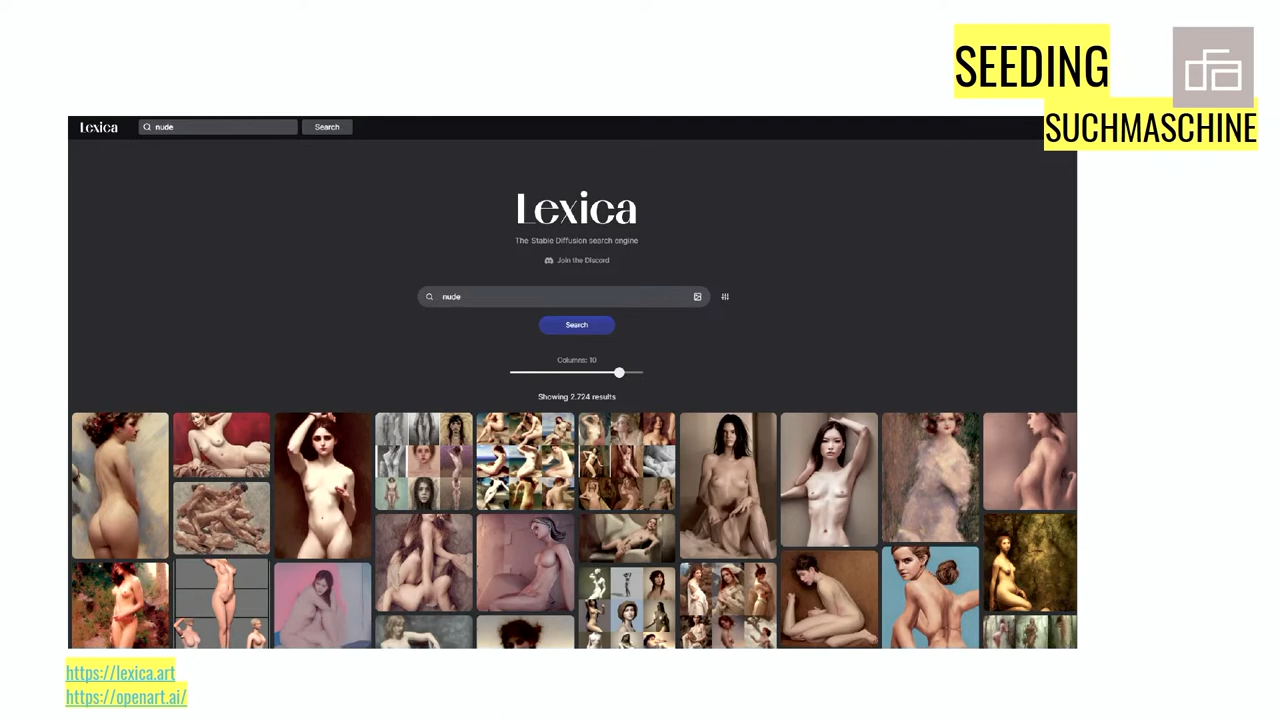 SEEDING
dfa
SUCHMASCHINE
Lexica
nude
Search
Lexica
The Stable Diffusion search engine
Join the Discord
nude
Search
Columns: 10
Showing 2,724 results
https://lexica.art
https://openart.ai/